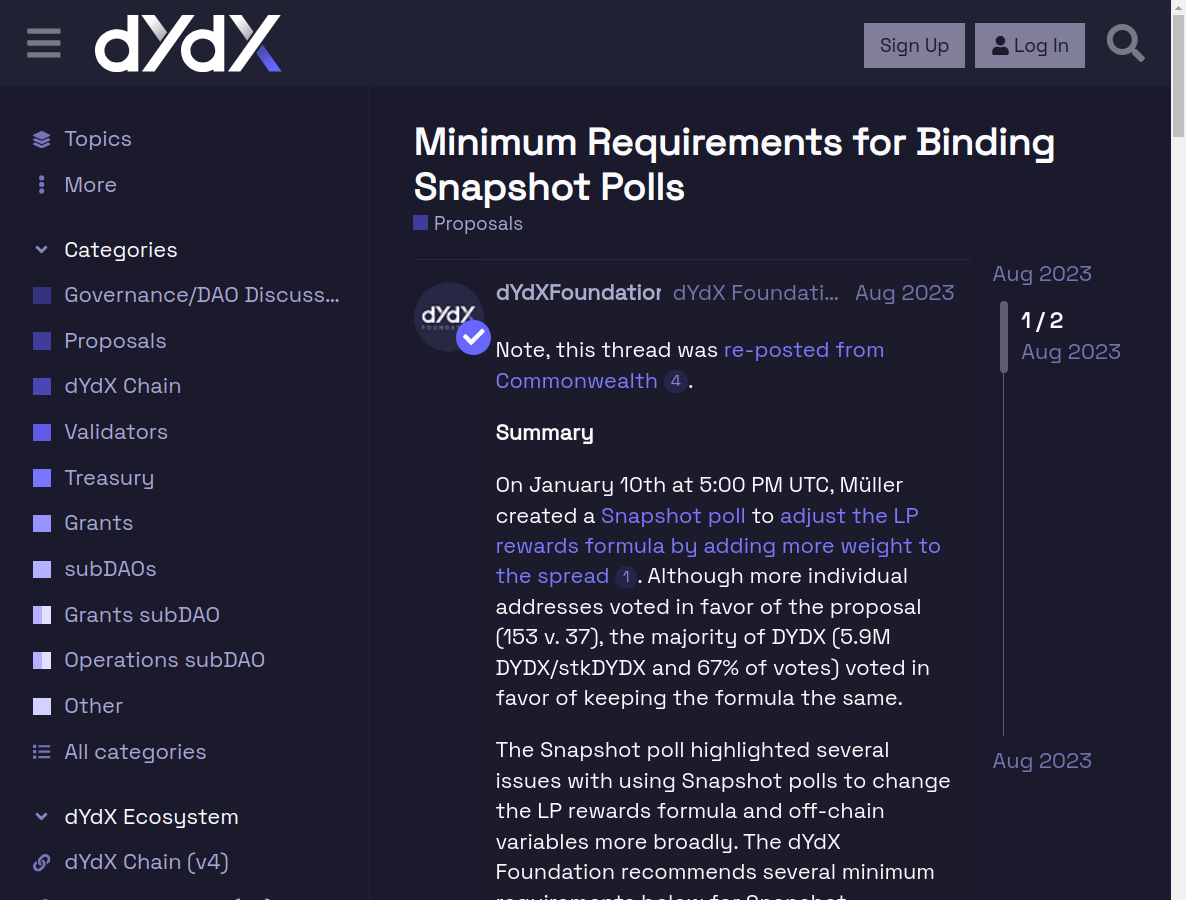 dYdX
Sign Up
Log In
Topics
More
Categories
Governance/DAO Discuss...
Proposals
dYdX Chain
Validators
Treasury
Grants
subDAOs
Grants subDAO
Operations subDAO
Other
All categories
dYdX Ecosystem
dYdX Chain (v4)
Minimum Requirements for Binding
Snapshot Polls
Proposals
dYdX
FOUNDATION
dYdXFoundation dYdX Foundati... Aug 2023
Note, this thread was re-posted from
Commonwealth 4.
Summary
On January 10th at 5:00 PM UTC, Müller
created a Snapshot poll to adjust the LP
rewards formula by adding more weight to
the spread 1. Although more individual
addresses voted in favor of the proposal
(153 v. 37), the majority of DYDX (5.9M
DYDX/stkDYDX and 67% of votes) voted in
favor of keeping the formula the same.
The Snapshot poll highlighted several
issues with using Snapshot polls to change
the LP rewards formula and off-chain
variables more broadly. The dYdX
Foundation recommends several minimum
requirements below for Snapshot
Aug 2023
1 / 2
Aug 2023
Aug 2023